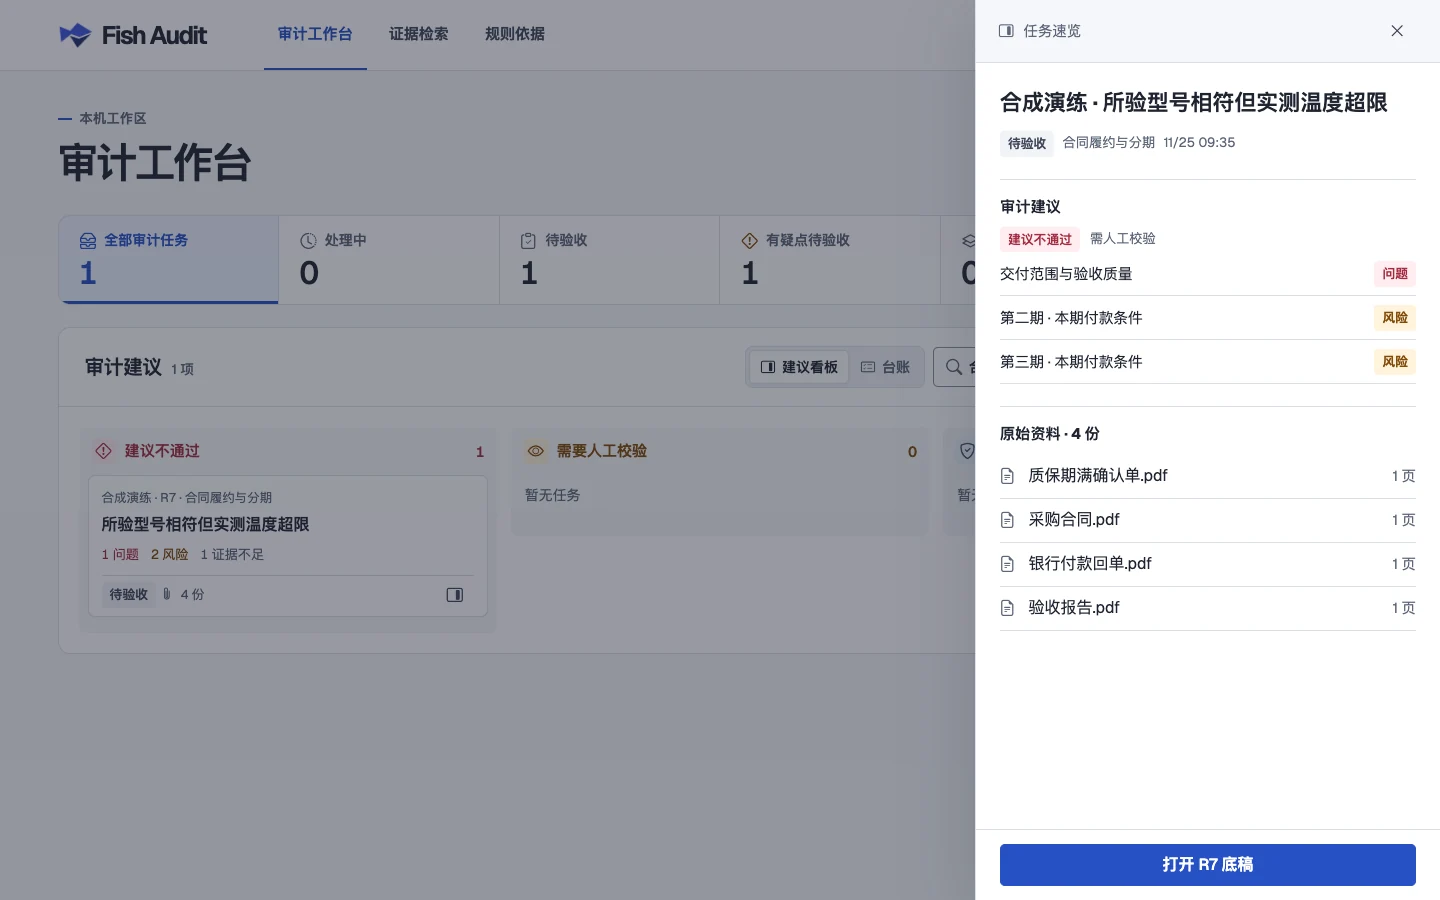 Fish Audit
审计工作台
证据检索
规则依据
本机工作区
审计工作台
全部审计任务
1
处理中
0
待验收
1
有疑点待验收
1
审计建议 1 项
建议看板
台账
建议不通过
1
合成演练 · R7 · 合同履约与分期
所验型号相符但实测温度超限
1 问题 2 风险 1 证据不足
待验收 4 份
需要人工校验
0
暂无任务
任务速览
合成演练 · 所验型号相符但实测温度超限
待验收 合同履约与分期 11/25 09:35
审计建议
建议不通过 需人工校验
交付范围与验收质量 问题
第二期 · 本期付款条件 风险
第三期 · 本期付款条件 风险
原始资料 · 4 份
质保期满确认单.pdf 1 页
采购合同.pdf 1 页
银行付款回单.pdf 1 页
验收报告.pdf 1 页
打开 R7 底稿